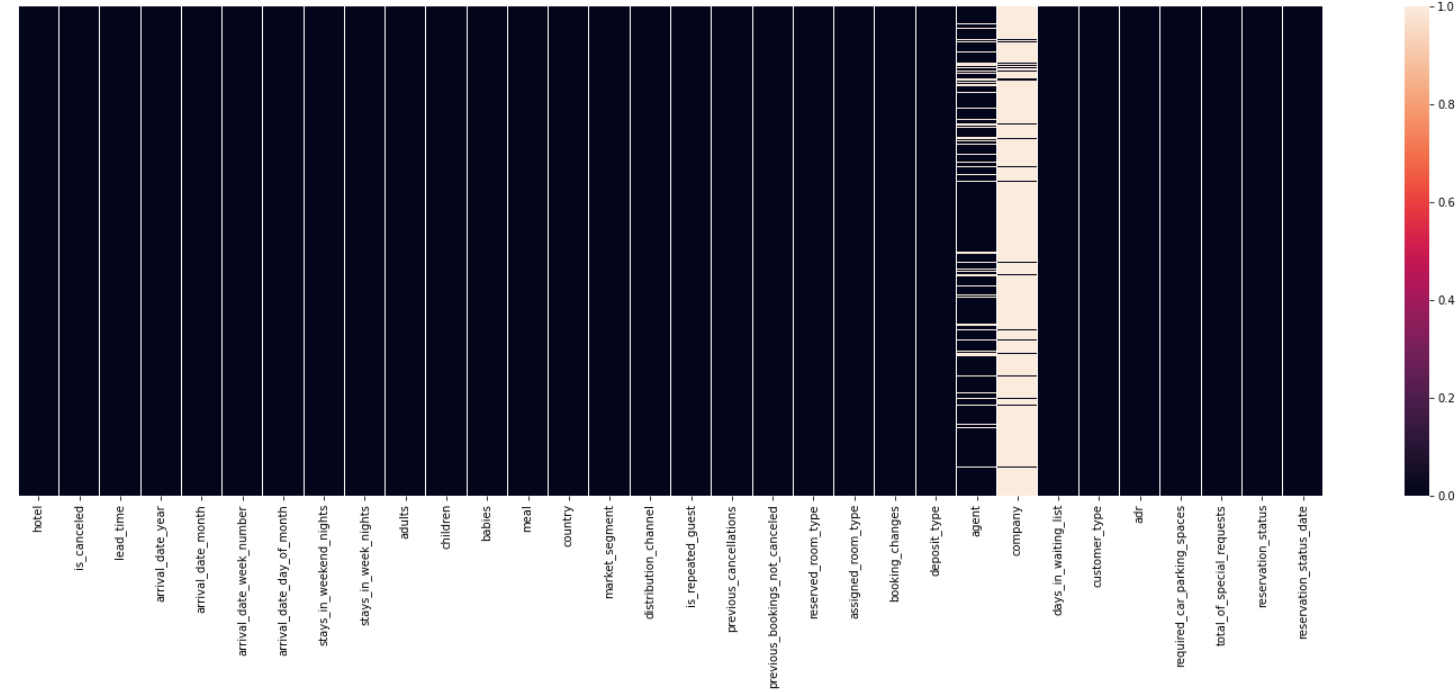 1.0
0.8
0.6
0.4
0.2
0.0
hotel
is_canceled
lead_time
arrival_date_year
arrival_date_month
arrival_date_week_number
arrival_date_day_of_month
stays_in_weekend_nights
stays_in_week_nights
adults
children
babies
meal
country
market_segment
distribution_channel
is_repeated_guest
previous_cancellations
previous_bookings_not_canceled
reserved_room_type
assigned_room_type
booking_changes
deposit_type
agent
company
days_in_waiting_list
customer_type
adr
required_car_parking_spaces
total_of_special_requests
reservation_status
reservation_status_date